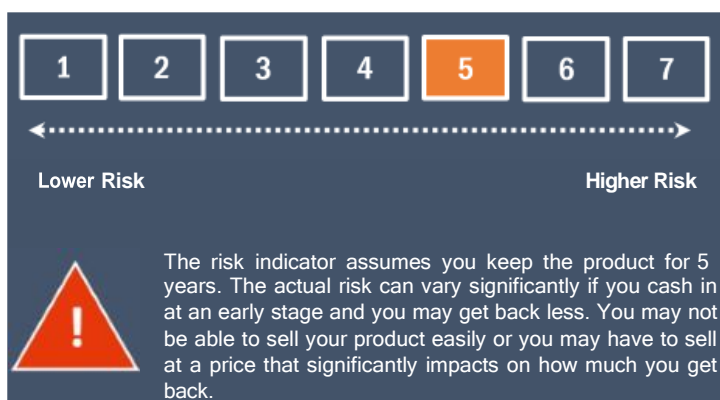 1 2 3 4 5 6 7
Lower Risk Higher Risk
!
The risk indicator assumes you keep the product for 5
years. The actual risk can vary significantly if you cash in
at an early stage and you may get back less. You may not
be able to sell your product easily or you may have to sell
at a price that significantly impacts on how much you get
back.